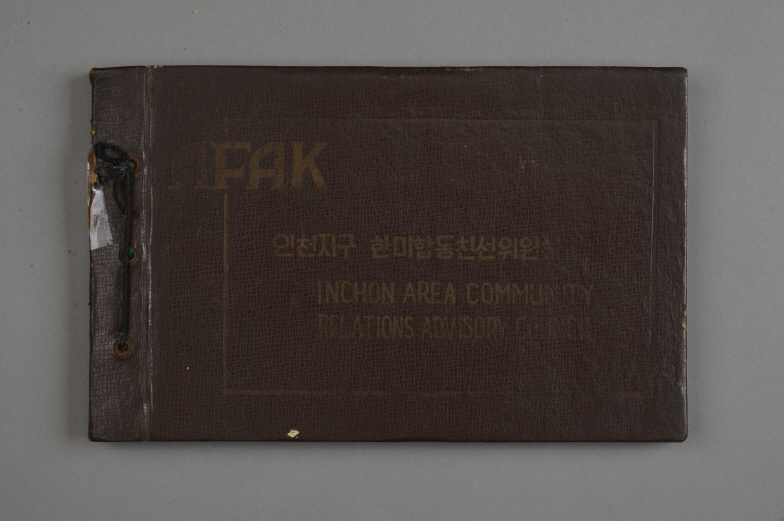 AFAK
인천지구 한미합동친선위원회
INCHON AREA COMMUNITY
RELATIONS ADVISORY COUNCIL